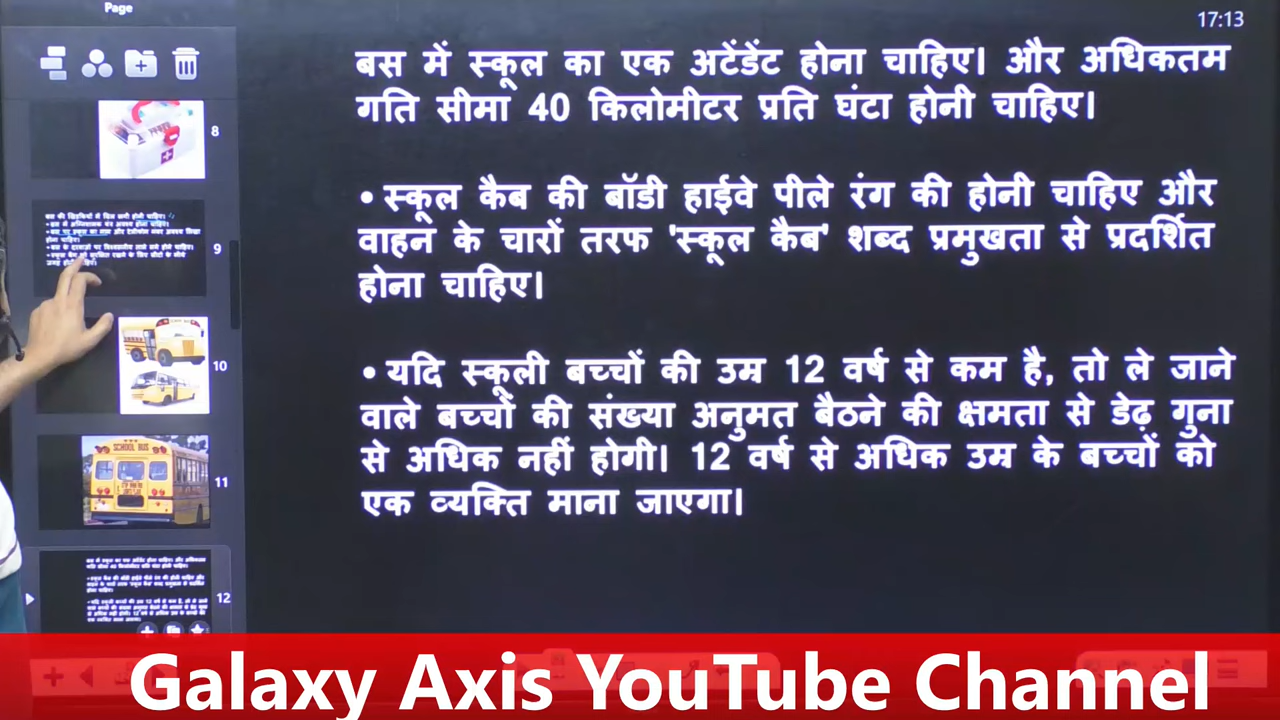 Page
17:13
बस में स्कूल का एक अटेंडेंट होना चाहिए। और अधिकतम
गति सीमा 40 किलोमीटर प्रति घंटा होनी चाहिए।
• स्कूल कैब की बॉडी हाईवे पीले रंग की होनी चाहिए और
वाहन के चारों तरफ 'स्कूल कैब' शब्द प्रमुखता से प्रदर्शित
होना चाहिए।
• यदि स्कूली बच्चों की उम्र 12 वर्ष से कम है, तो ले जाने
वाले बच्चों की संख्या अनुमत बैठने की क्षमता से डेढ़ गुना
से अधिक नहीं होगी। 12 वर्ष से अधिक उम्र के बच्चों को
एक व्यक्ति माना जाएगा।
8
9
10
SCHOOL BUS
11
12
Galaxy Axis YouTube Channel